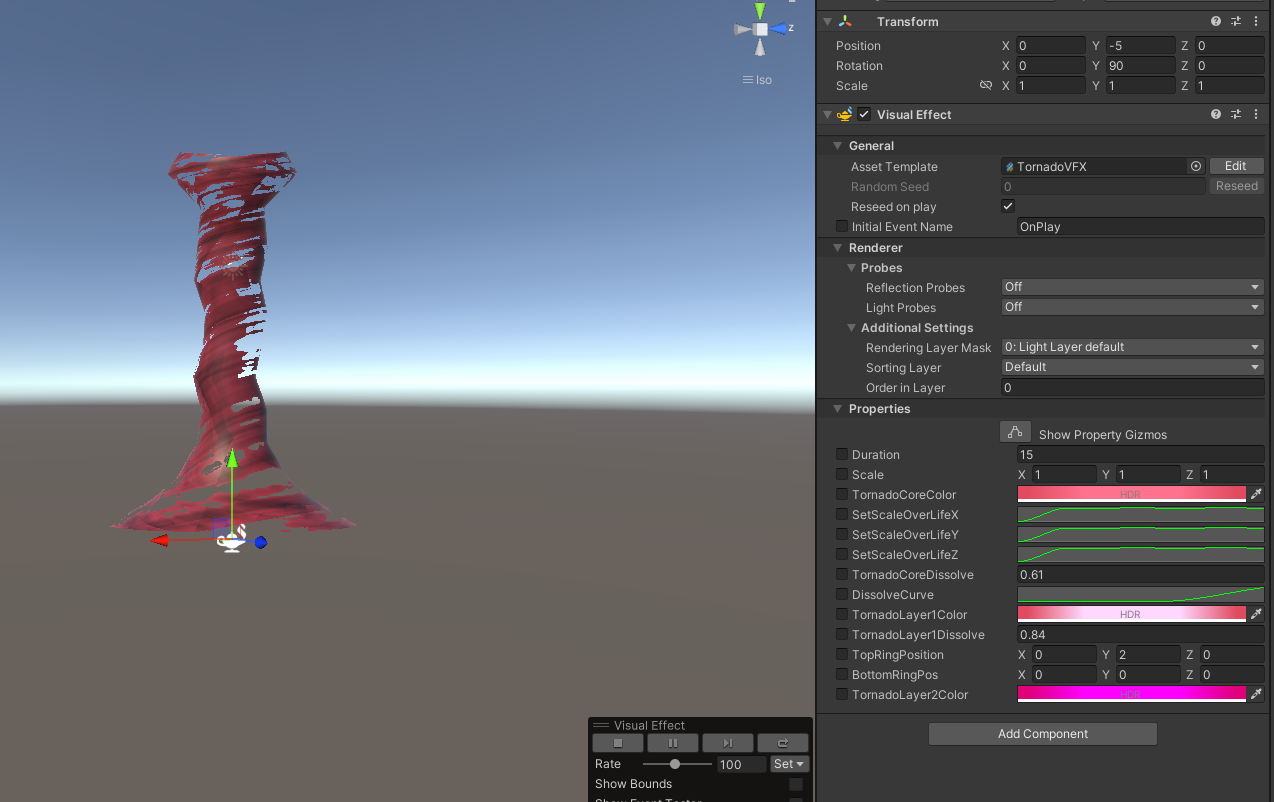 z
Iso
Transform
Position X 0 Y -5 Z 0
Rotation X 0 Y 90 Z 0
Scale X 1 Y 1 Z 1
Visual Effect
General
Asset Template TornadoVFX Edit
Random Seed 0 Reseed
Reseed on play
Initial Event Name OnPlay
Renderer
Probes
Reflection Probes Off
Light Probes Off
Additional Settings
Rendering Layer Mask 0: Light Layer default
Sorting Layer Default
Order in Layer 0
Properties
Show Property Gizmos
Duration 15
Scale X 1 Y 1 Z 1
TornadoCoreColor HDR
SetScaleOverLifeX
SetScaleOverLifeY
SetScaleOverLifeZ
TornadoCoreDissolve 0.61
DissolveCurve
TornadoLayer1Color HDR
TornadoLayer1Dissolve 0.84
TopRingPosition X 0 Y 2 Z 0
BottomRingPos X 0 Y 0 Z 0
TornadoLayer2Color HDR
Add Component
Visual Effect
Rate 100 Set
Show Bounds
Show Event Tester